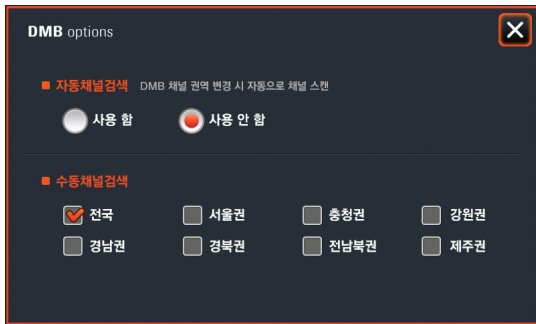 DMB options
자동채널검색 DMB 채널 권역 변경 시 자동으로 채널 스캔
사용 함 사용 안 함
수동채널검색
전국 서울권 충청권 강원권
경남권 경북권 전남북권 제주권